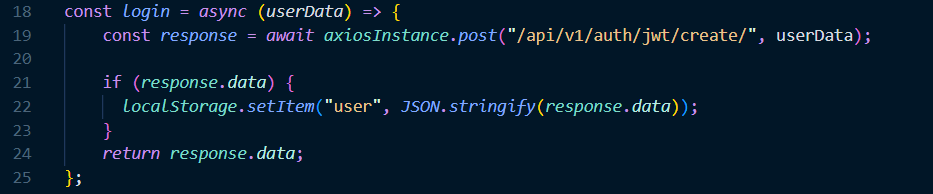 18 const login = async (userData) => {
19 const response = await axiosInstance.post("/api/v1/auth/jwt/create/", userData);
20
21 if (response.data) {
22 localStorage.setItem("user", JSON.stringify(response.data));
23 }
24 return response.data;
25 };